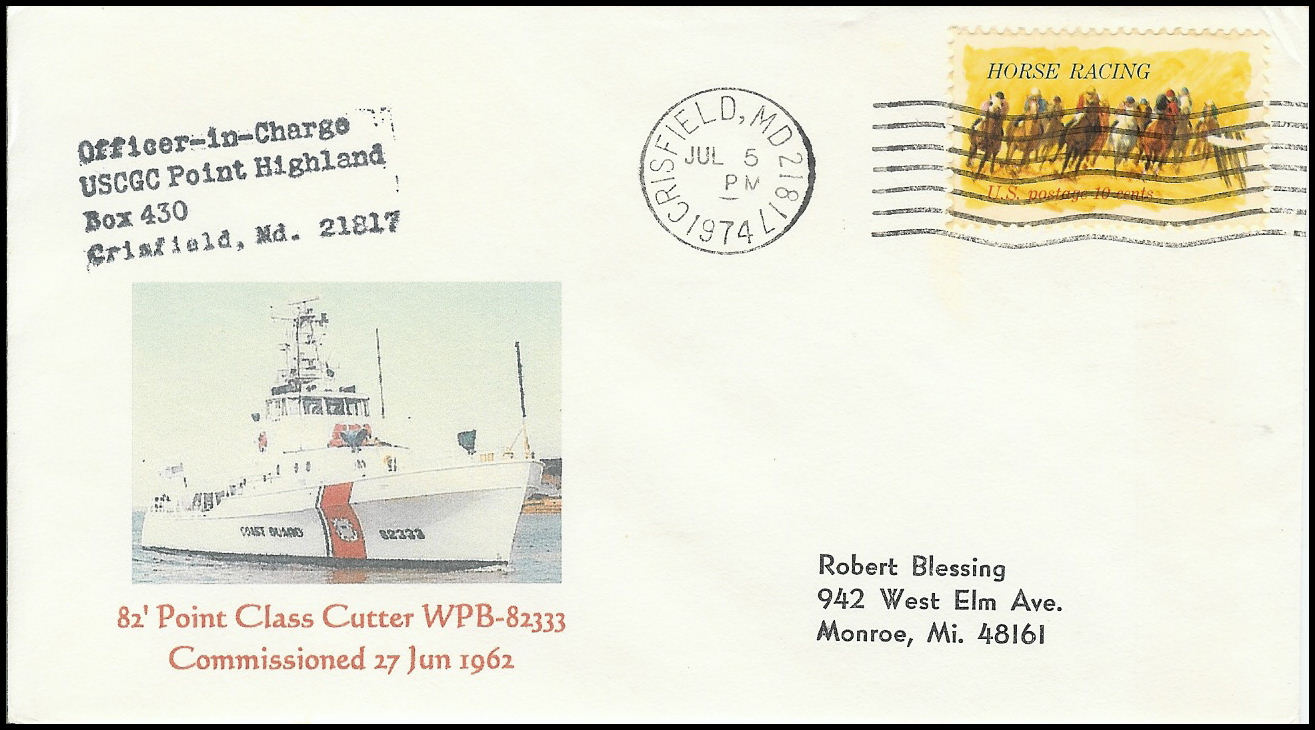 Officer-in-Charge
USCGC Point Highland
Box 430
Crisfield, Md. 21817
CRISFIELD, MD 21817
JUL 5
PM
1974
HORSE RACING
U.S. postage 10 cents
COAST GUARD
82333
82' Point Class Cutter WPB-82333
Commissioned 27 Jun 1962
Robert Blessing
942 West Elm Ave.
Monroe, Mi. 48161